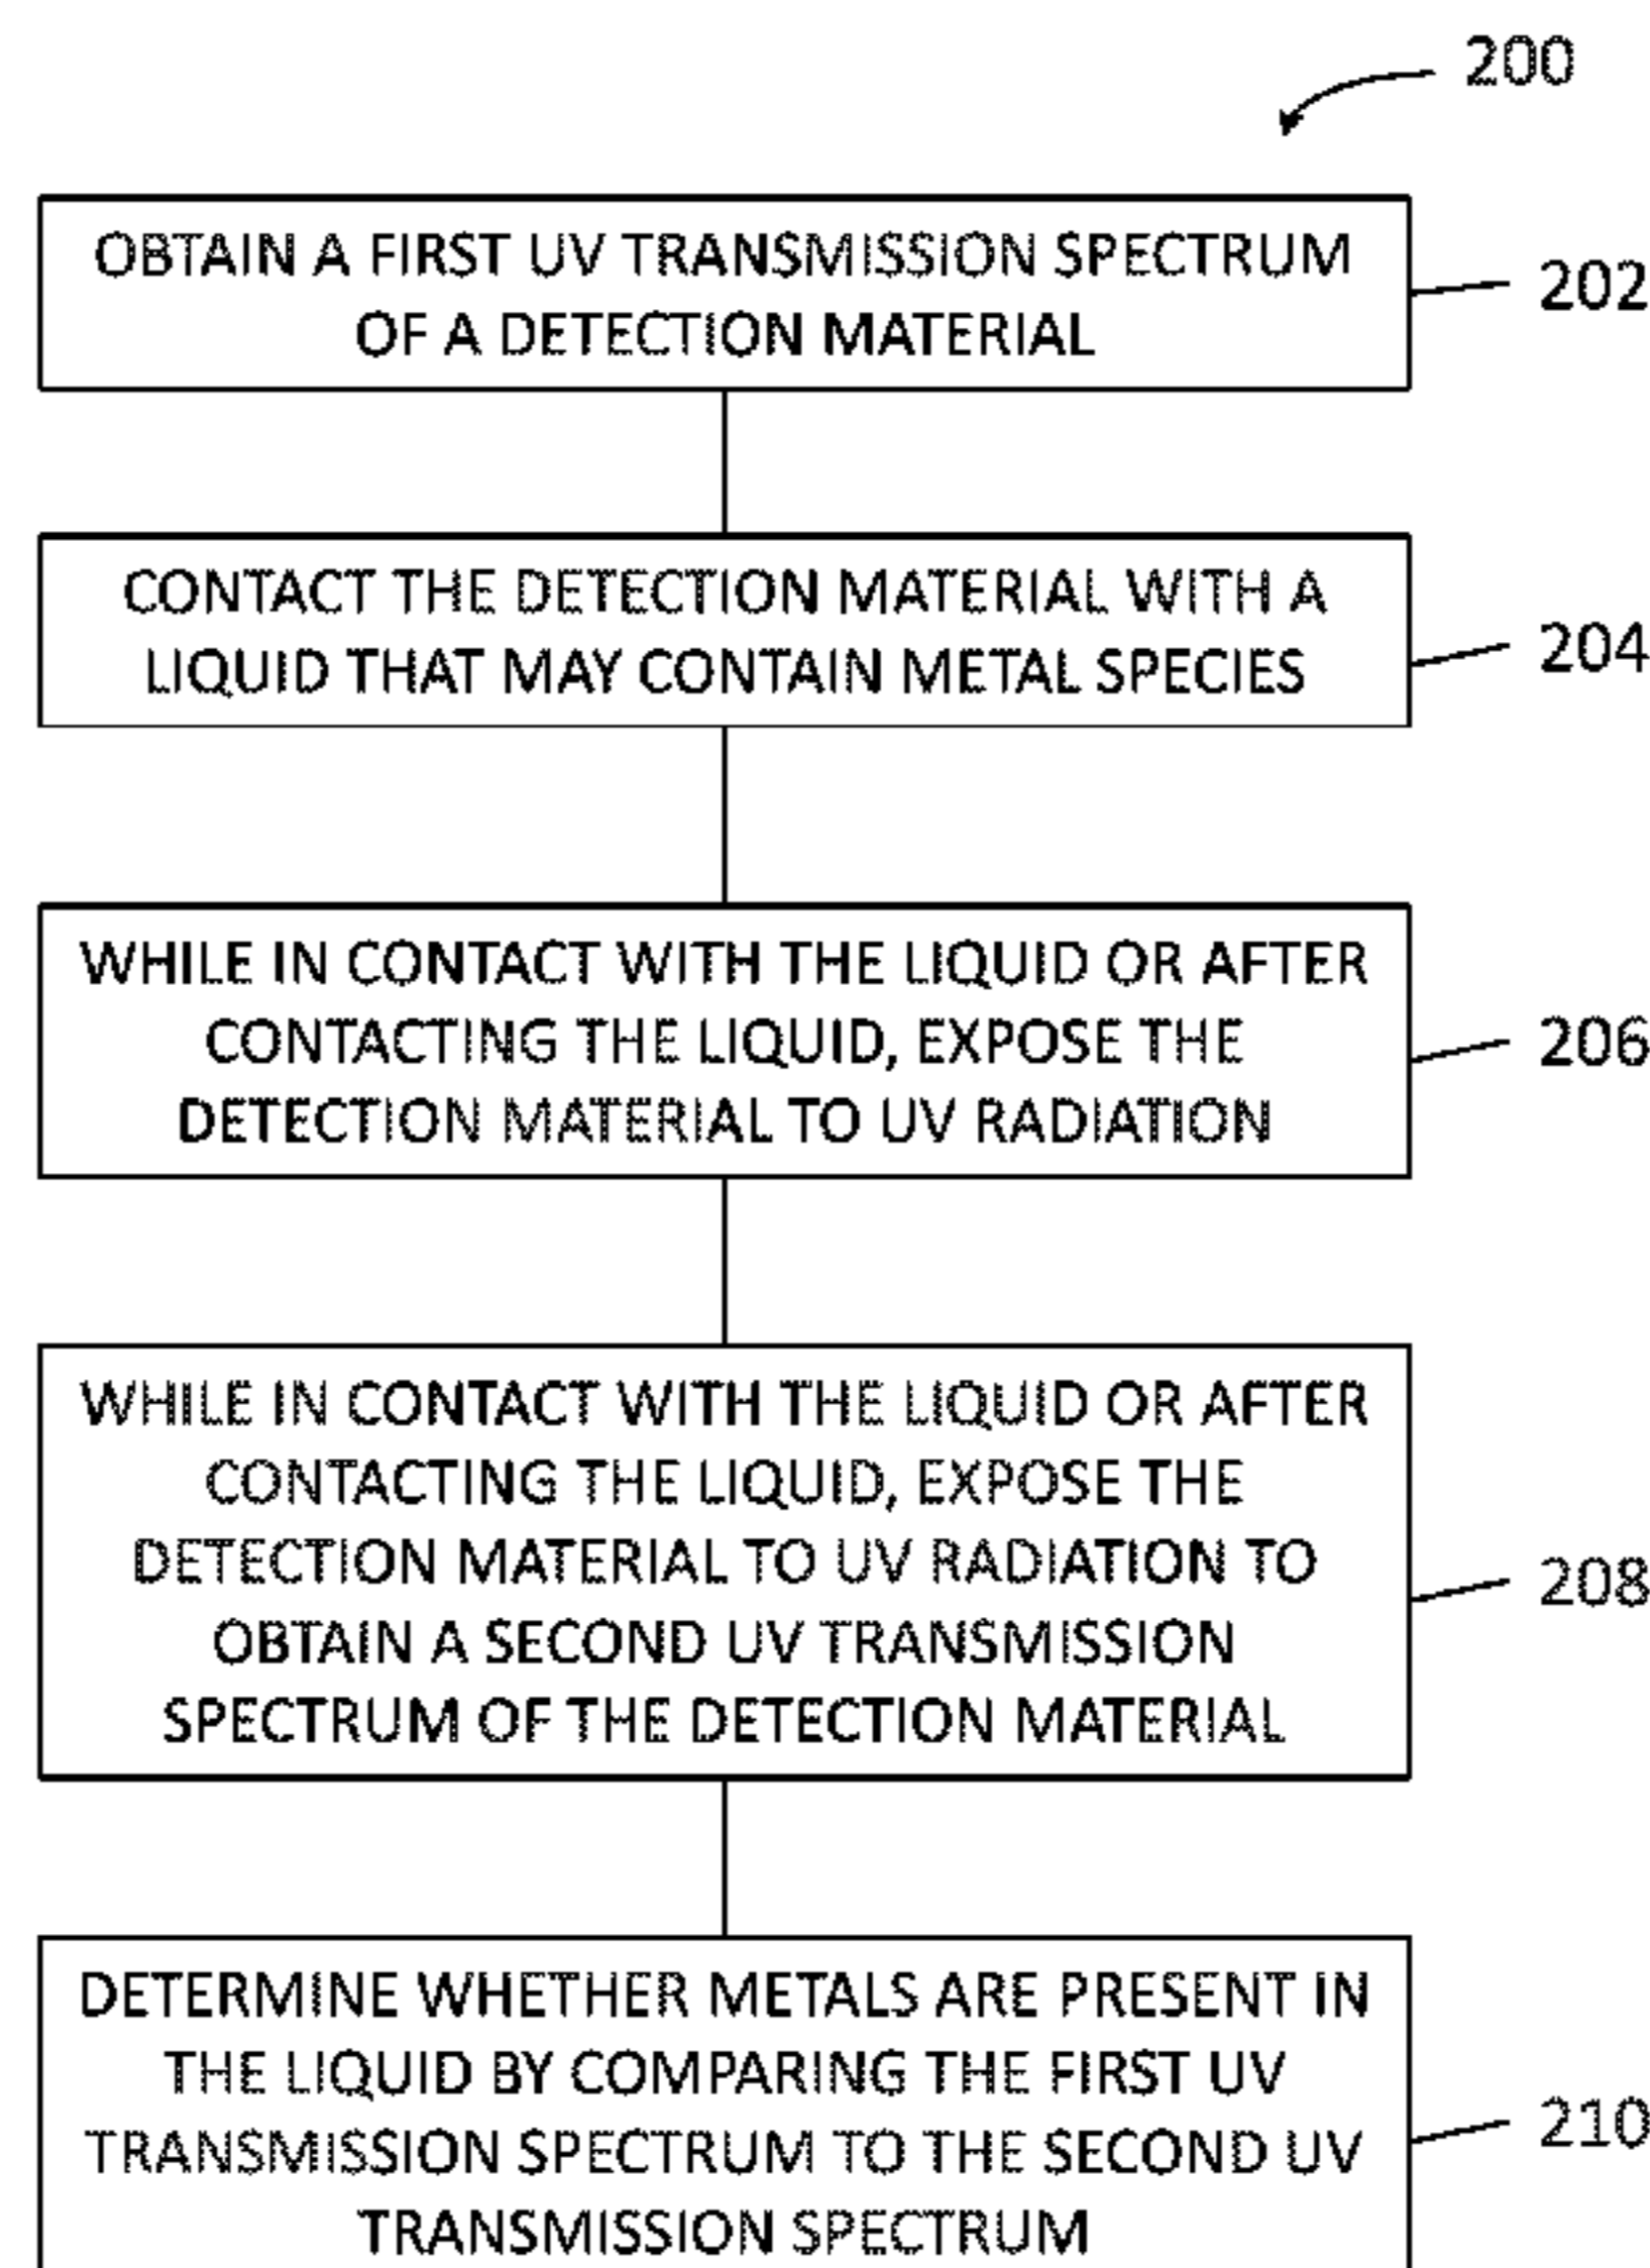 200
OBTAIN A FIRST UV TRANSMISSION SPECTRUM
OF A DETECTION MATERIAL
202
CONTACT THE DETECTION MATERIAL WITH A
LIQUID THAT MAY CONTAIN METAL SPECIES
204
WHILE IN CONTACT WITH THE LIQUID OR AFTER
CONTACTING THE LIQUID, EXPOSE THE
DETECTION MATERIAL TO UV RADIATION
206
WHILE IN CONTACT WITH THE LIQUID OR AFTER
CONTACTING THE LIQUID, EXPOSE THE
DETECTION MATERIAL TO UV RADIATION TO
OBTAIN A SECOND UV TRANSMISSION
SPECTRUM OF THE DETECTION MATERIAL
208
DETERMINE WHETHER METALS ARE PRESENT IN
THE LIQUID BY COMPARING THE FIRST UV
TRANSMISSION SPECTRUM TO THE SECOND UV
TRANSMISSION SPECTRUM
210